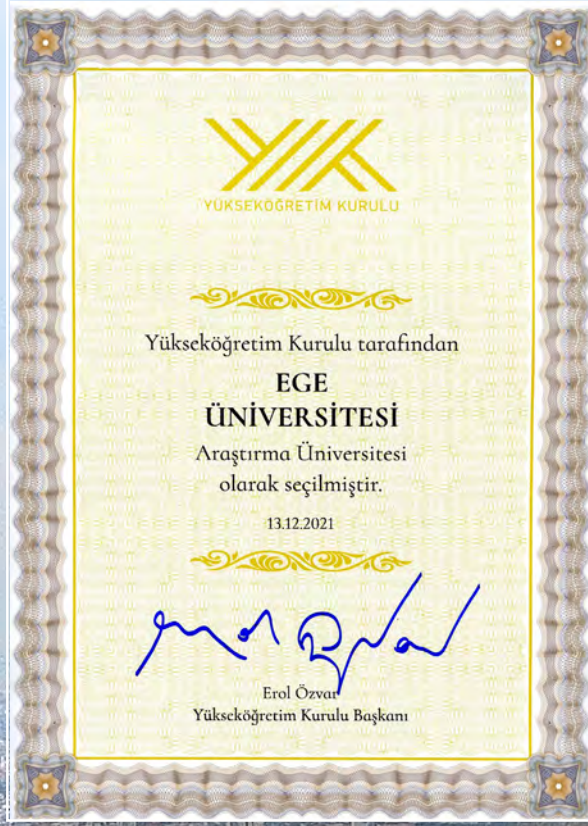 YÜKSEKÖĞRETİM KURULU
Yükseköğretim Kurulu tarafından
EGE
ÜNİVERSİTESİ
Araştırma Üniversitesi
olarak seçilmiştir.
13.12.2021
Erol Özvar
Yükseköğretim Kurulu Başkanı